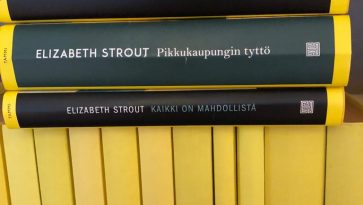 ELIZABETH STROUT Pikkukaupungin tyttö
ELIZABETH STROUT KAIKKI ON MAHDOLLISTA